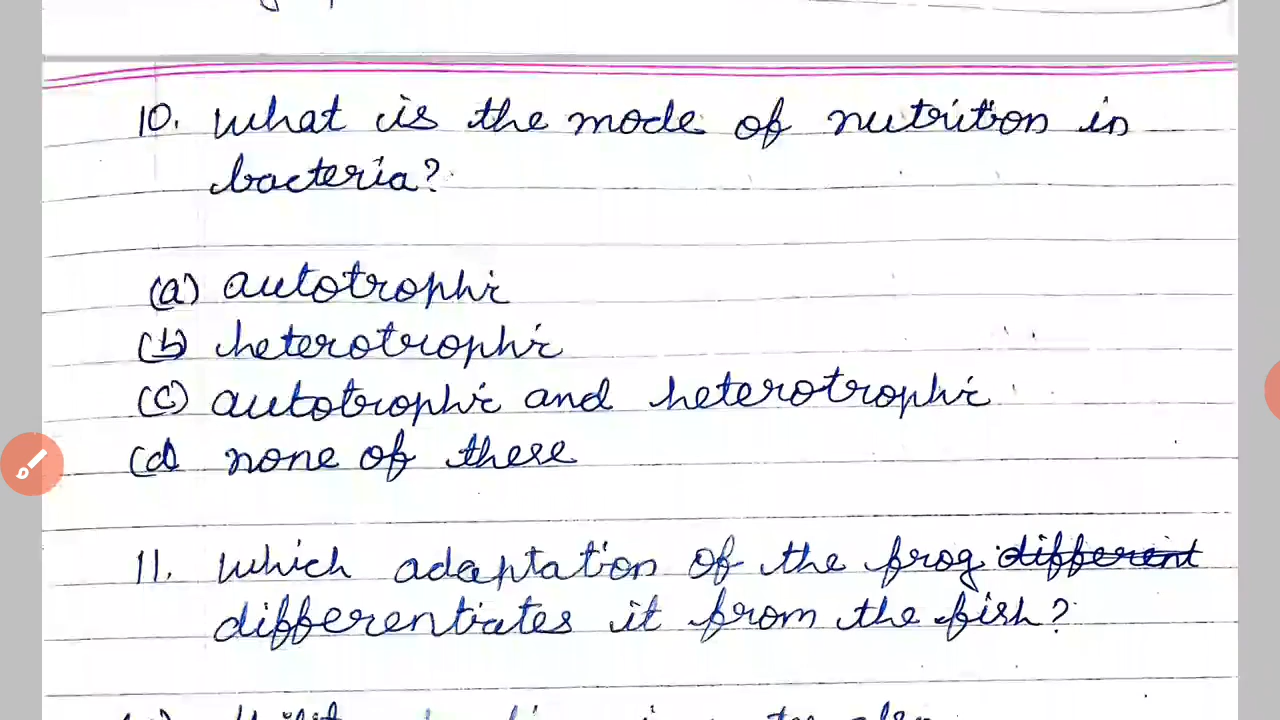 10. What is the mode of nutrition in
bacteria?
(a) autotrophic
(b) heterotrophic
(c) autotrophic and heterotrophic
(d) none of these
11. Which adaptation of the frog different
differentiates it from the fish?